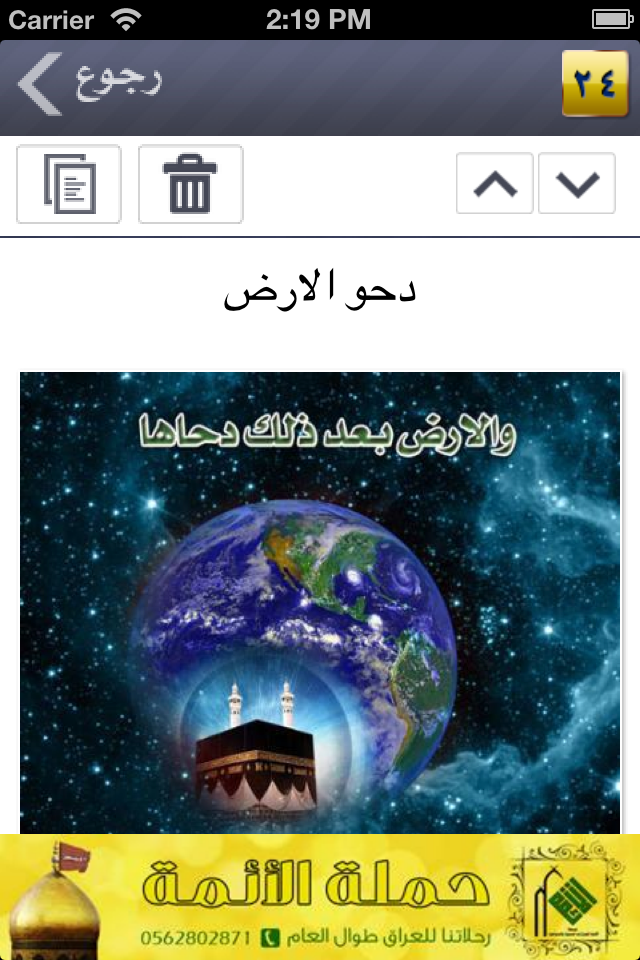 Carrier 2:19 PM
رجوع
٢٤
دحو الارض
والارض بعد ذلك دحاها
حملة الأئمة
رحلاتنا للعراق طوال العام 0562802871